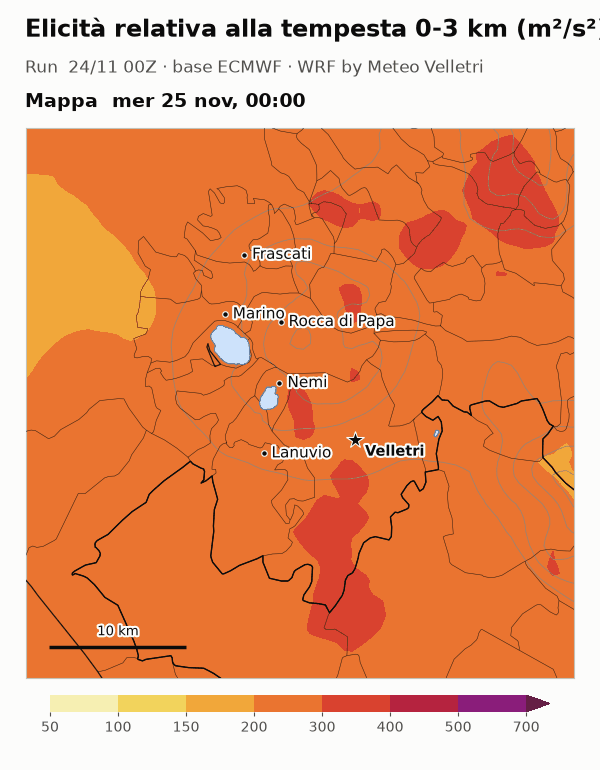 Elicità relativa alla tempesta 0-3 km (m²/s²)
Run 24/11 00Z · base ECMWF · WRF by Meteo Velletri
Mappa mer 25 nov, 00:00
Frascati
Marino
Rocca di Papa
Nemi
Velletri
Lanuvio
10 km
50 100 150 200 300 400 500 700